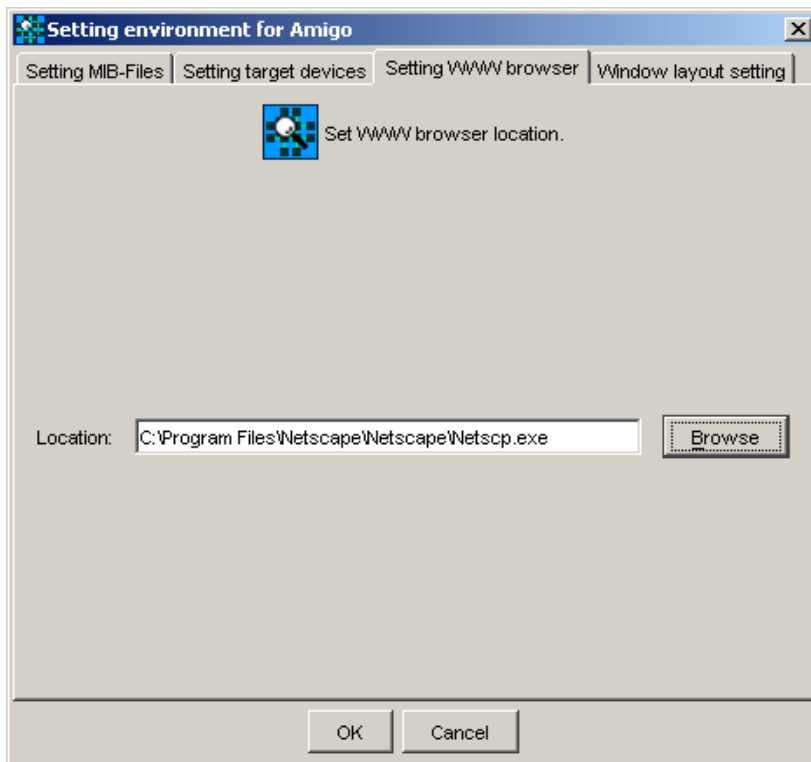 Setting environment for Amigo
Setting MIB-Files Setting target devices Setting WWW browser Window layout setting
Set WWW browser location.
Location: C:\Program Files\Netscape\Netscape\Netscp.exe Browse
OK Cancel